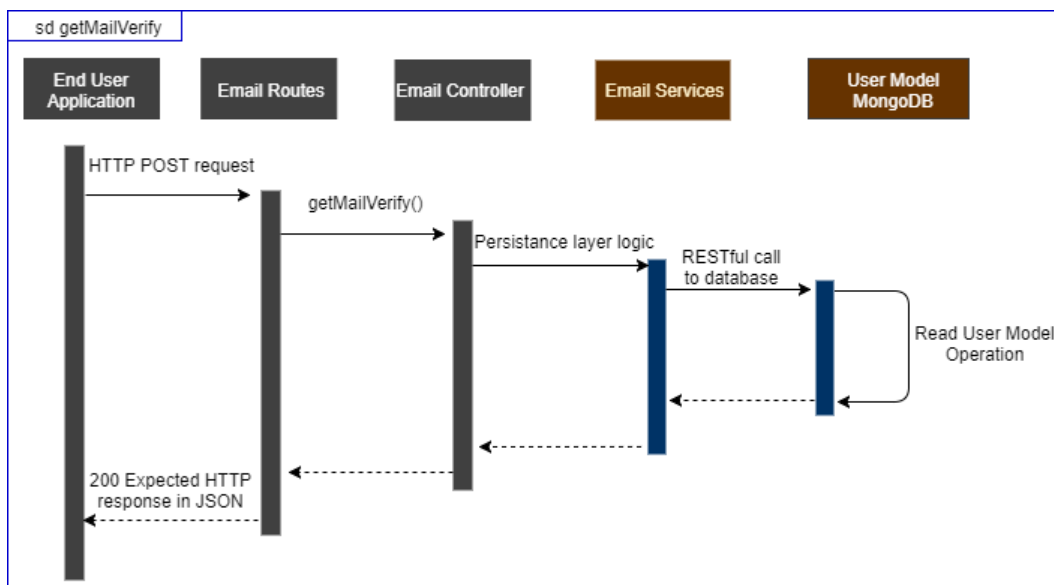 sd getMailVerify
End User
Application
Email Routes
Email Controller
Email Services
User Model
MongoDB
HTTP POST request
getMailVerify()
Persistance layer logic
RESTful call
to database
Read User Model
Operation
200 Expected HTTP
response in JSON